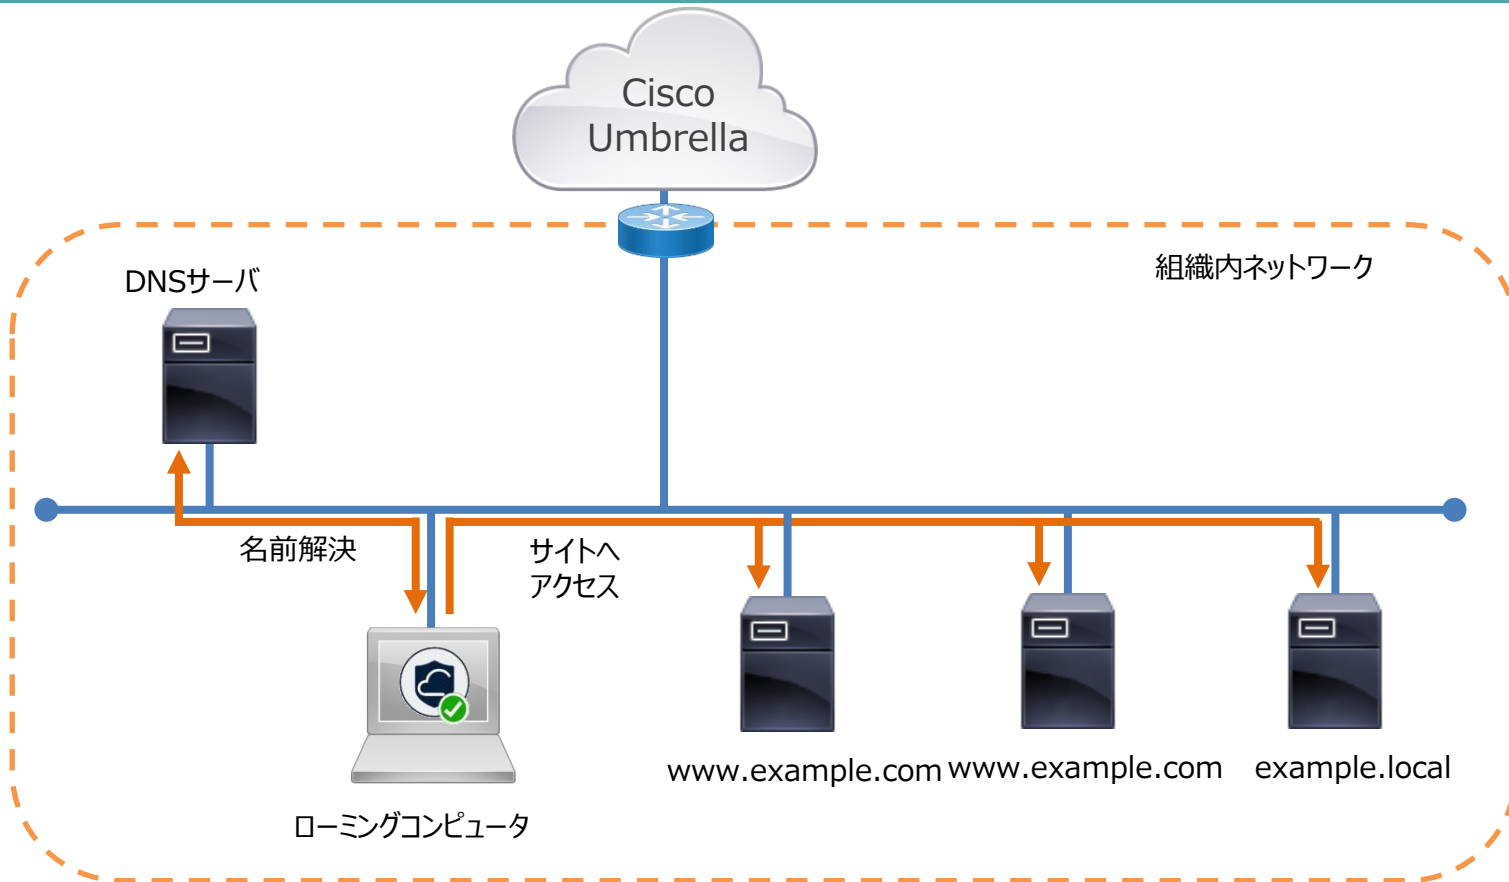 Cisco
Umbrella
組織内ネットワーク
DNSサーバ
名前解決
サイトへ
アクセス
www.example.com
www.example.com
example.local
ローミングコンピュータ